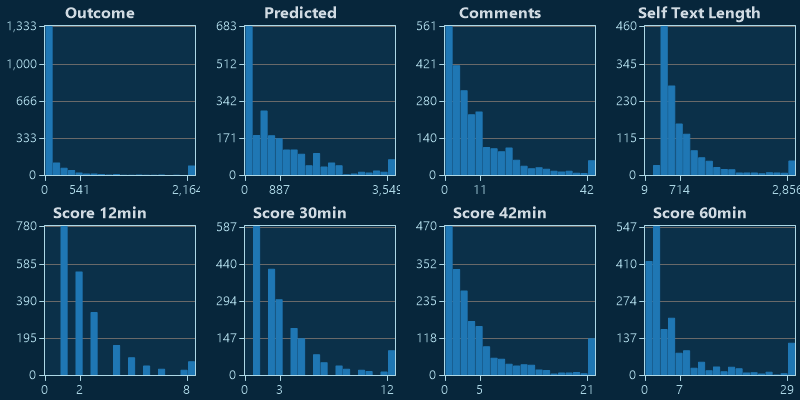 Outcome
1,333
1,000
666
333
0
0 541 2,164
Predicted
683
512
342
171
0
0 887 3,549
Comments
561
421
280
140
0
0 11 42
Self Text Length
460
345
230
115
0
9 714 2,856
Score 12min
780
585
390
195
0
0 2 8
Score 30min
587
440
294
147
0
0 3 12
Score 42min
470
352
235
118
0
0 5 21
Score 60min
547
410
274
137
0
0 7 29